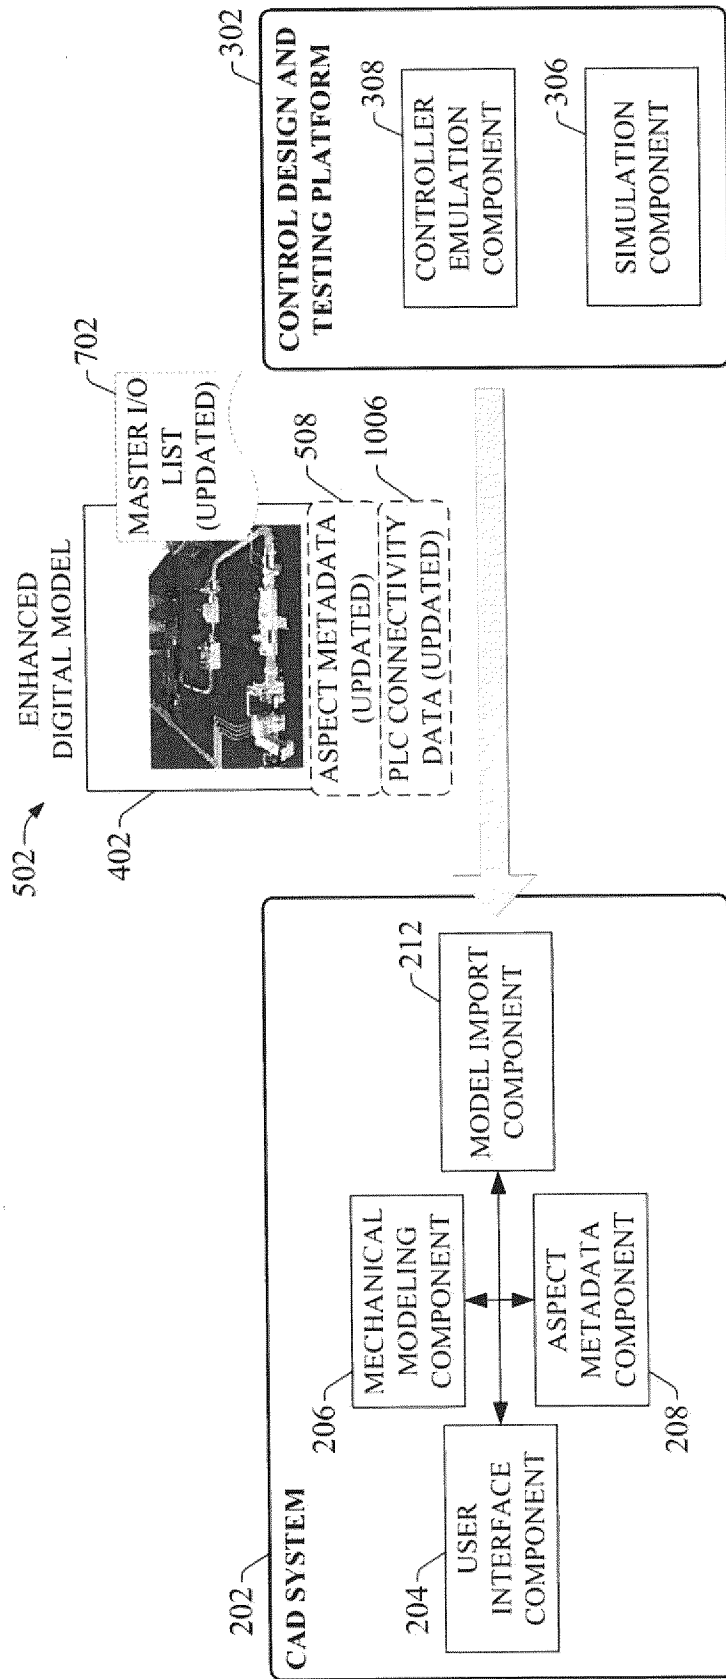 502
ENHANCED
DIGITAL MODEL
402
MASTER I/O
LIST
(UPDATED)
702
ASPECT METADATA
(UPDATED)
508
PLC CONNECTIVITY
DATA (UPDATED)
1006
202
CAD SYSTEM
204
USER
INTERFACE
COMPONENT
206
MECHANICAL
MODELING
COMPONENT
208
ASPECT
METADATA
COMPONENT
212
MODEL IMPORT
COMPONENT
302
CONTROL DESIGN AND
TESTING PLATFORM
308
CONTROLLER
EMULATION
COMPONENT
306
SIMULATION
COMPONENT